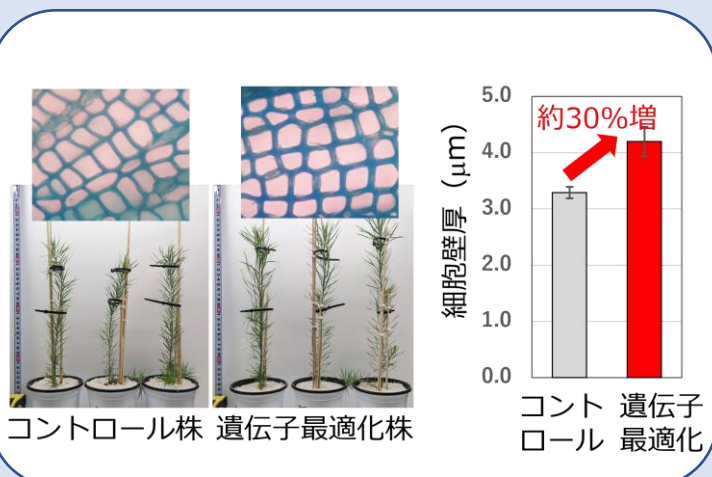 コントロール株 遺伝子最適化株
細胞壁厚（μm）
5.0
4.0
3.0
2.0
1.0
0.0
約30%増
コント 遺伝子
ロール 最適化